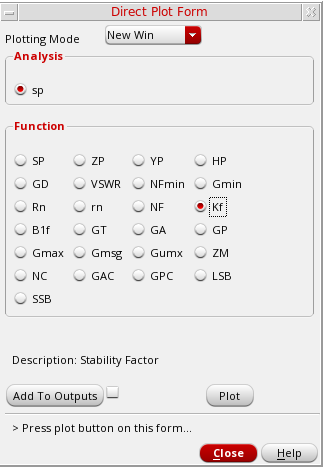 Direct Plot Form
Plotting Mode New Win
Analysis
sp
Function
SP ZP YP HP
GD VSWR NFmin Gmin
Rn rn NF Kf
B1f GT GA GP
Gmax Gmsg Gumx ZM
NC GAC GPC LSB
SSB
Description: Stability Factor
Add To Outputs Plot
> Press plot button on this form...
Close Help